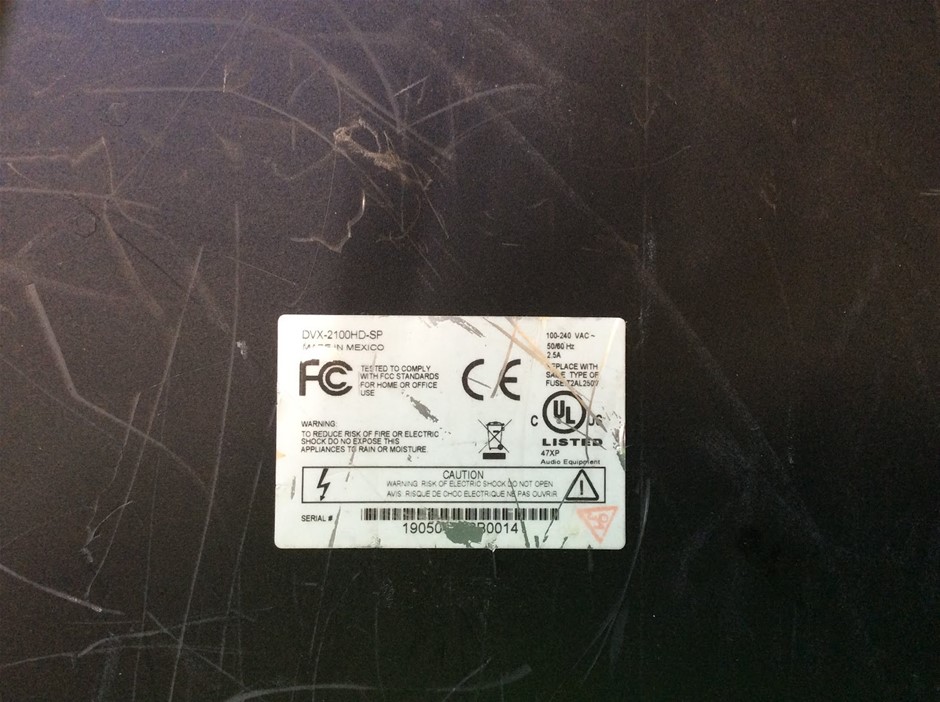 DVX-2100HD-SP
IN MEXICO
FC
TESTED TO COMPLY
WITH FCC STANDARDS
FOR HOME OR OFFICE
USE
CE
100-240 VAC~
50/60 Hz
2.5A
REPLACE WITH
SAME TYPE OF
FUSE
C UL US
LISTED
47XP
Audio Equipment
WARNING:
TO REDUCE RISK OF FIRE OR ELECTRIC
SHOCK DO NOT EXPOSE THIS
APPLIANCES TO RAIN OR MOISTURE.
CAUTION
WARNING: RISK OF ELECTRIC SHOCK DO NOT OPEN
AVIS: RISQUE DE CHOC ELECTRIQUE NE PAS OUVRIR
SERIAL #